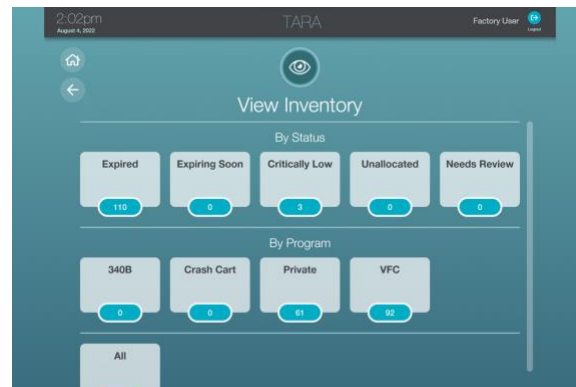 2:02pm TARA Factory User
August 4, 2022 Logout
View Inventory
By Status
Expired Expiring Soon Critically Low Unallocated Needs Review
110 0 3 0 0
By Program
340B Crash Cart Private VFC
0 0 61 92
All